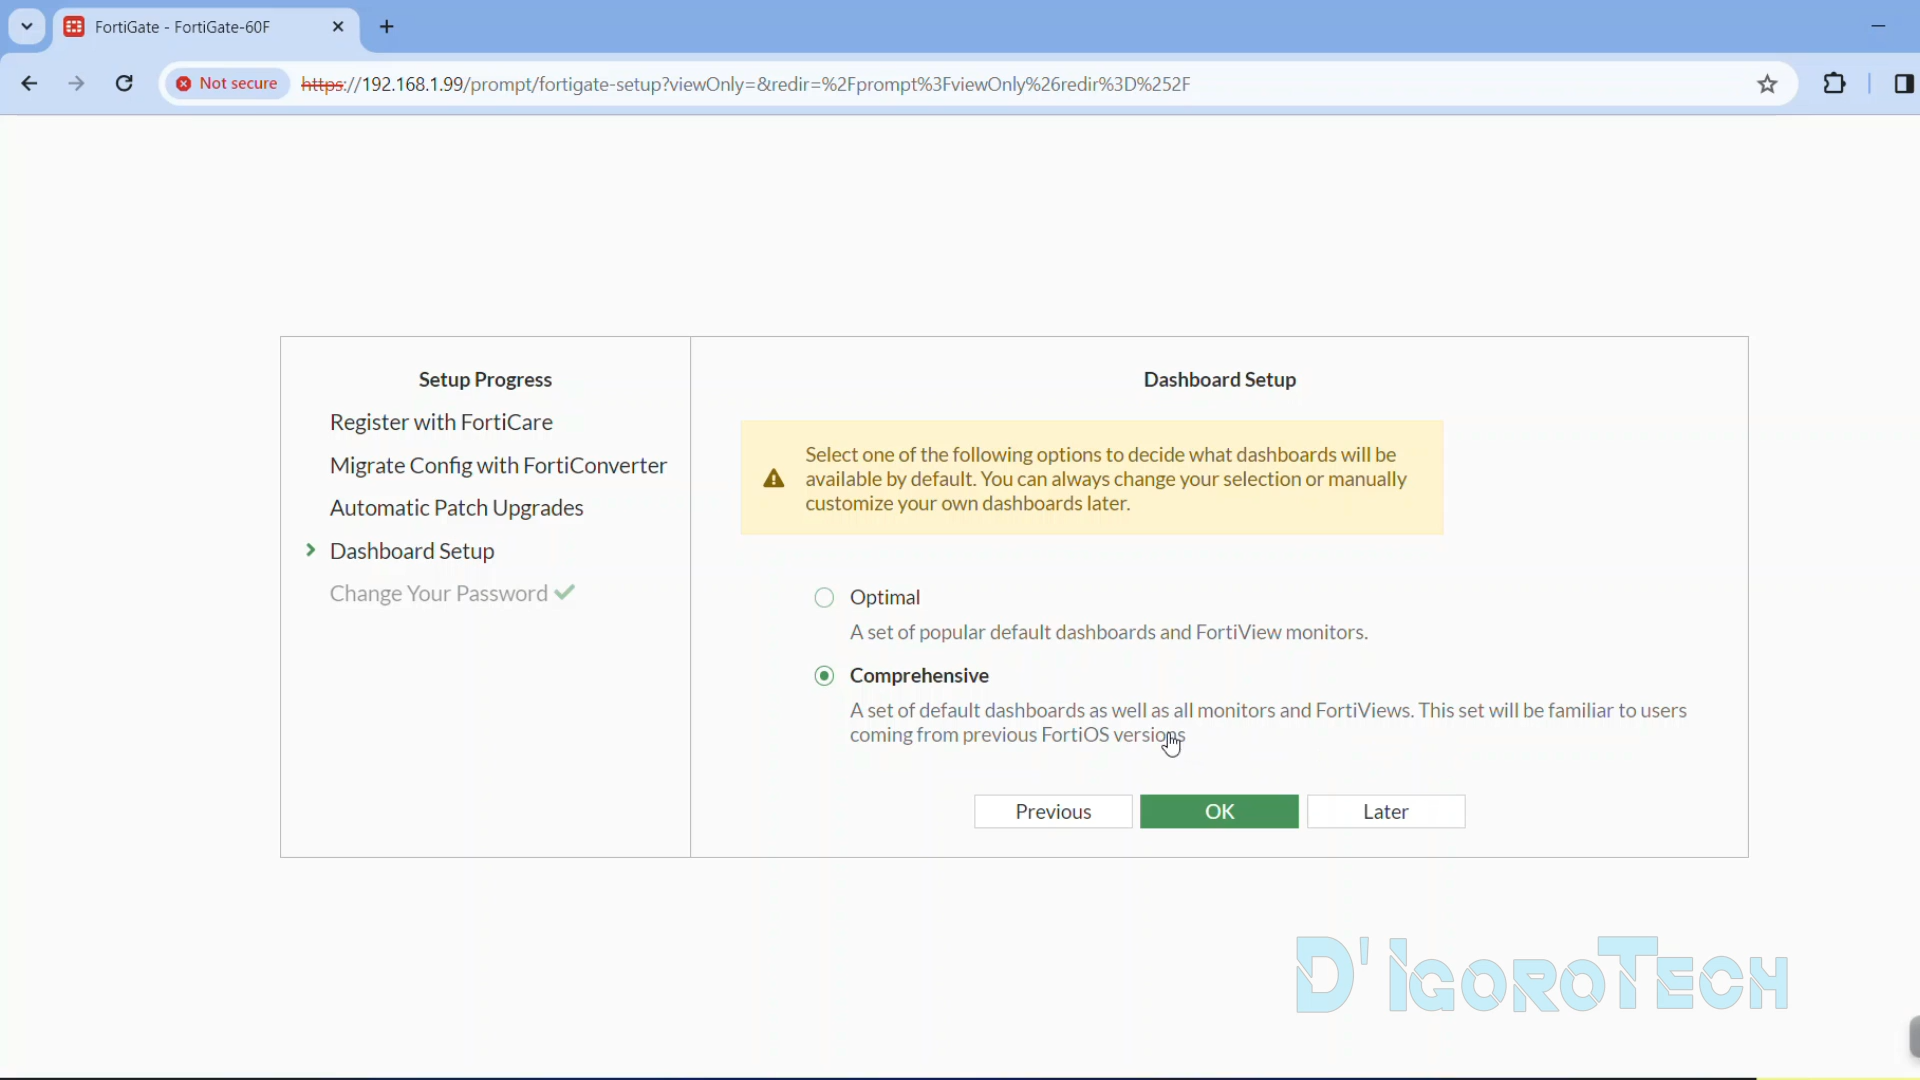 FortiGate - FortiGate-60F
Not secure
https://192.168.1.99/prompt/fortigate-setup?viewOnly=&redir=%2Fprompt%3FviewOnly%26redir%3D%252F
Setup Progress
Register with FortiCare
Migrate Config with FortiConverter
Automatic Patch Upgrades
Dashboard Setup
Change Your Password
Dashboard Setup
Select one of the following options to decide what dashboards will be
available by default. You can always change your selection or manually
customize your own dashboards later.
Optimal
A set of popular default dashboards and FortiView monitors.
Comprehensive
A set of default dashboards as well as all monitors and FortiViews. This set will be familiar to users
coming from previous FortiOS versions
Previous
OK
Later
D'IGOROTECH